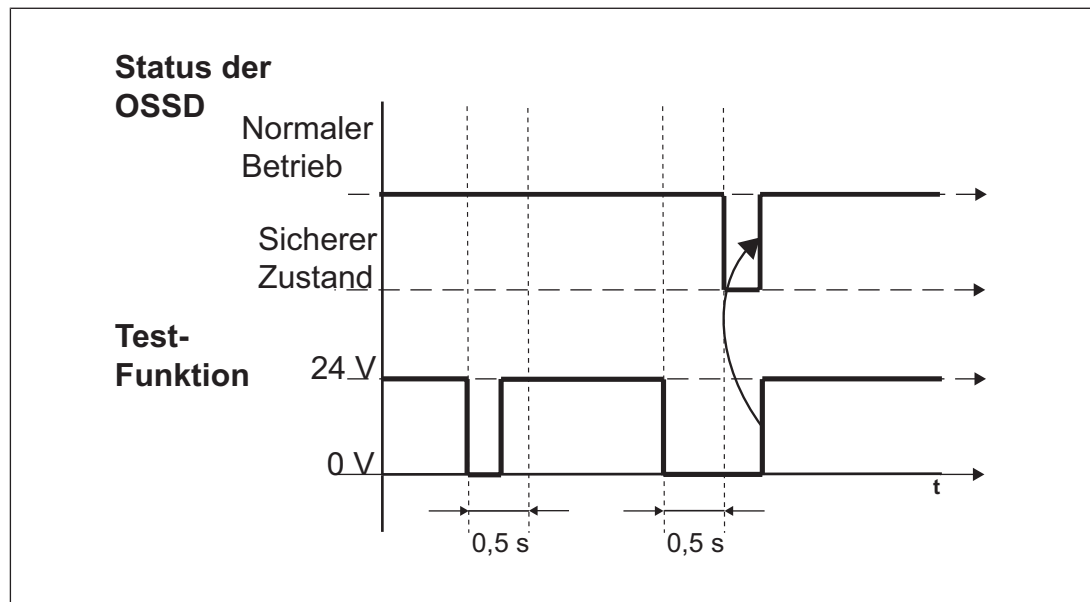 Status der
OSSD
Normaler
Betrieb
Sicherer
Zustand
Test-
Funktion
24 V
0 V
t
0,5 s
0,5 s